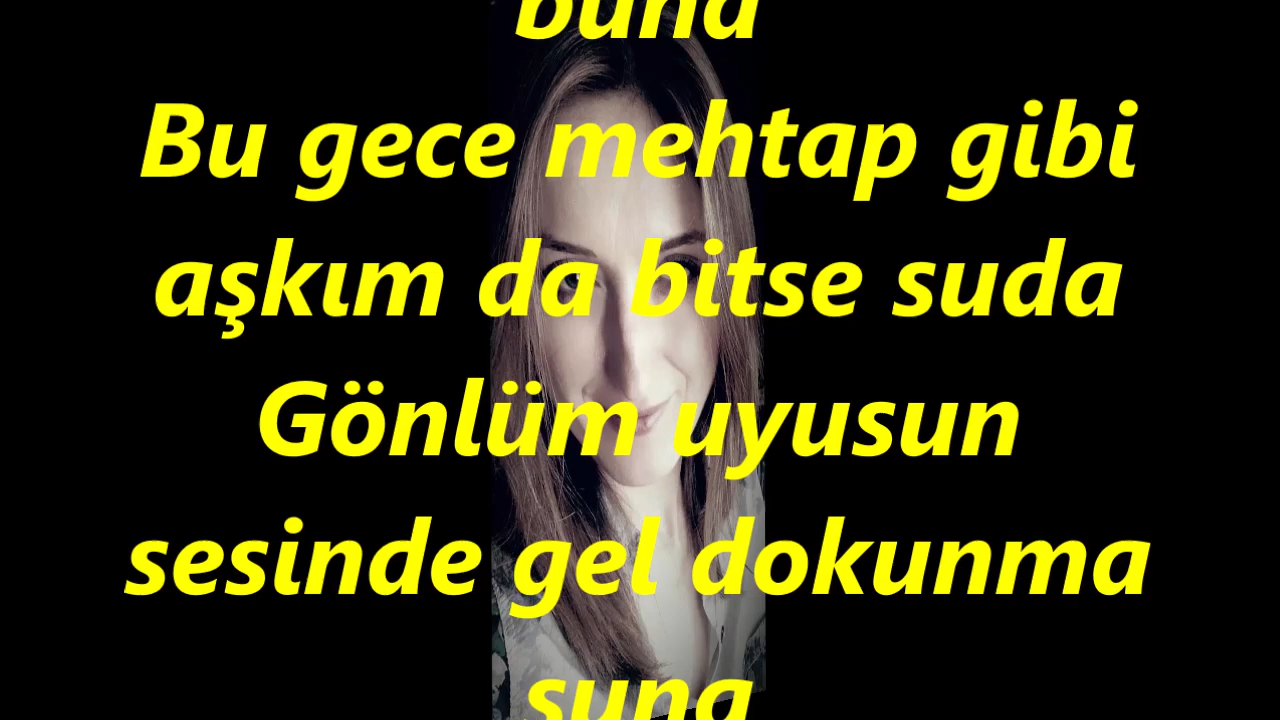 buna
Bu gece mehtap gibi
aşkım da bitse suda
Gönlüm uyusun
sesinde gel dokunma